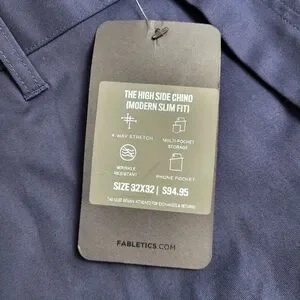 THE HIGH SIDE CHINO
(MODERN SLIM FIT)
4-WAY STRETCH
MULTI-POCKET
STORAGE
WRINKLE
RESISTANT
PHONE POCKET
SIZE 32X32 | $94.95
FABLETICS.COM